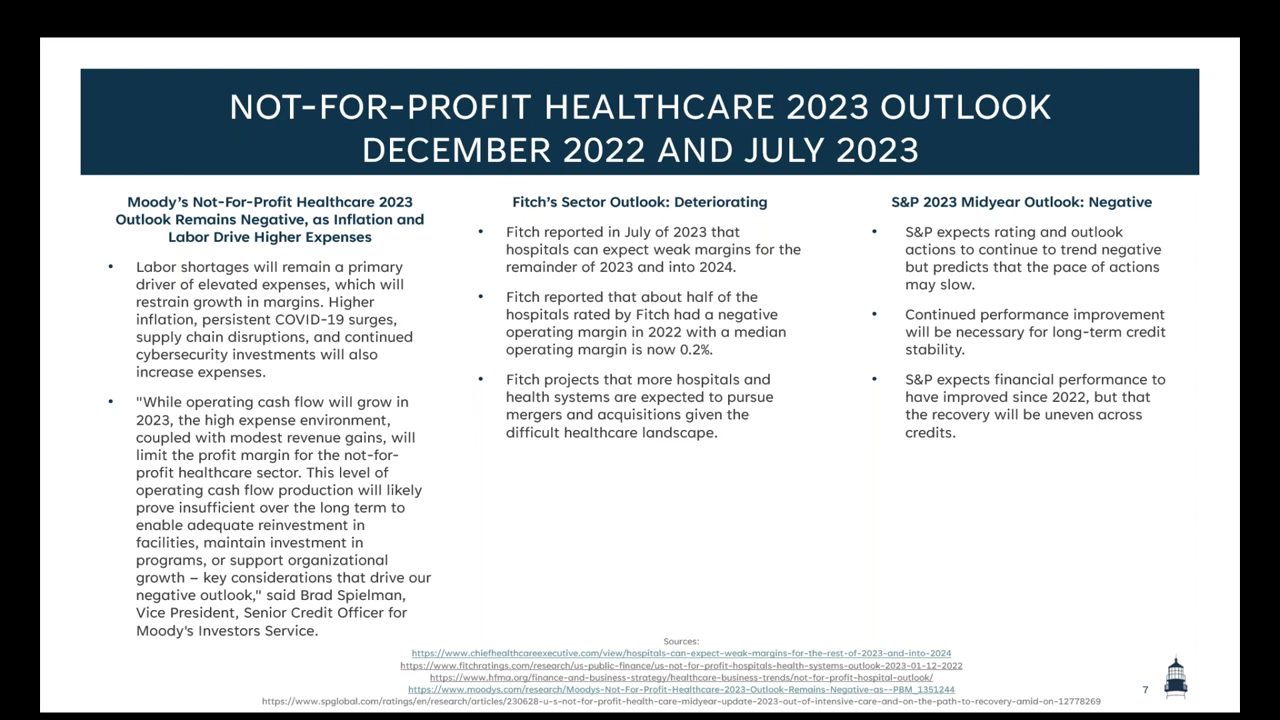 NOT-FOR-PROFIT HEALTHCARE 2023 OUTLOOK
DECEMBER 2022 AND JULY 2023
Moody's Not-For-Profit Healthcare 2023
Outlook Remains Negative, as Inflation and
Labor Drive Higher Expenses
• Labor shortages will remain a primary
driver of elevated expenses, which will
restrain growth in margins. Higher
inflation, persistent COVID-19 surges,
supply chain disruptions, and continued
cybersecurity investments will also
increase expenses.
• "While operating cash flow will grow in
2023, the high expense environment,
coupled with modest revenue gains, will
limit the profit margin for the not-for-
profit healthcare sector. This level of
operating cash flow production will likely
prove insufficient over the long term to
enable adequate reinvestment in
facilities, maintain investment in
programs, or support organizational
growth – key considerations that drive our
negative outlook," said Brad Spielman,
Vice President, Senior Credit Officer for
Moody's Investors Service.
Fitch's Sector Outlook: Deteriorating
• Fitch reported in July of 2023 that
hospitals can expect weak margins for the
remainder of 2023 and into 2024.
• Fitch reported that about half of the
hospitals rated by Fitch had a negative
operating margin in 2022 with a median
operating margin is now 0.2%.
• Fitch projects that more hospitals and
health systems are expected to pursue
mergers and acquisitions given the
difficult healthcare landscape.
S&P 2023 Midyear Outlook: Negative
• S&P expects rating and outlook
actions to continue to trend negative
but predicts that the pace of actions
may slow.
• Continued performance improvement
will be necessary for long-term credit
stability.
• S&P expects financial performance to
have improved since 2022, but that
the recovery will be uneven across
credits.
Sources:
https://www.chiefhealthcareexecutive.com/view/hospitals-can-expect-weak-margins-for-the-rest-of-2023-and-into-2024
https://www.fitchratings.com/research/us-public-finance/us-not-for-profit-hospitals-health-systems-outlook-2023-01-12-2022
https://www.hfma.org/finance-and-business-strategy/healthcare-business-trends/not-for-profit-hospital-outlook/
https://www.moodys.com/research/Moodys-Not-For-Profit-Healthcare-2023-Outlook-Remains-Negative-as--PBM_1351244
https://www.spglobal.com/ratings/en/research/articles/230628-u-s-not-for-profit-health-care-midyear-update-2023-out-of-intensive-care-and-on-the-path-to-recovery-amid-on-12778269
7